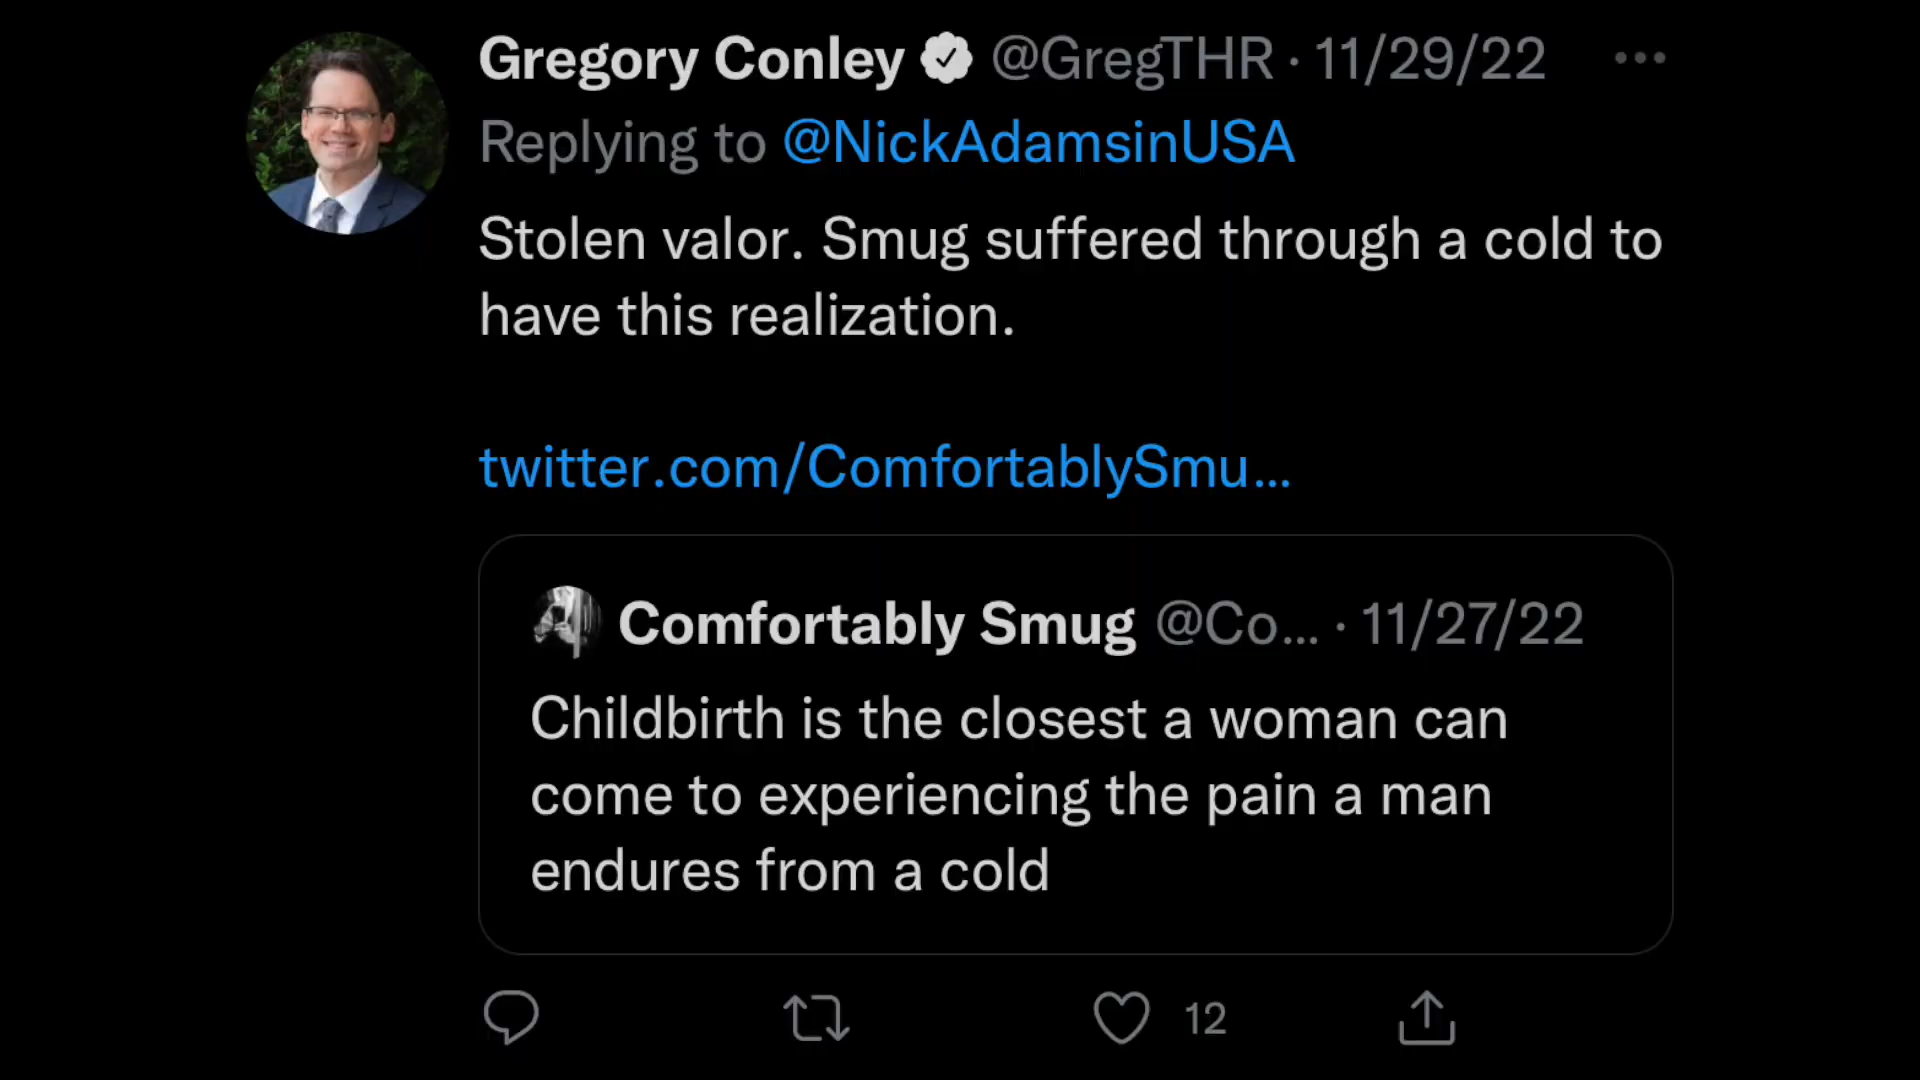 Gregory Conley @GregTHR · 11/29/22 ...
Replying to @NickAdamsinUSA
Stolen valor. Smug suffered through a cold to
have this realization.
twitter.com/ComfortablySmu...
Comfortably Smug @Co... · 11/27/22
Childbirth is the closest a woman can
come to experiencing the pain a man
endures from a cold
12